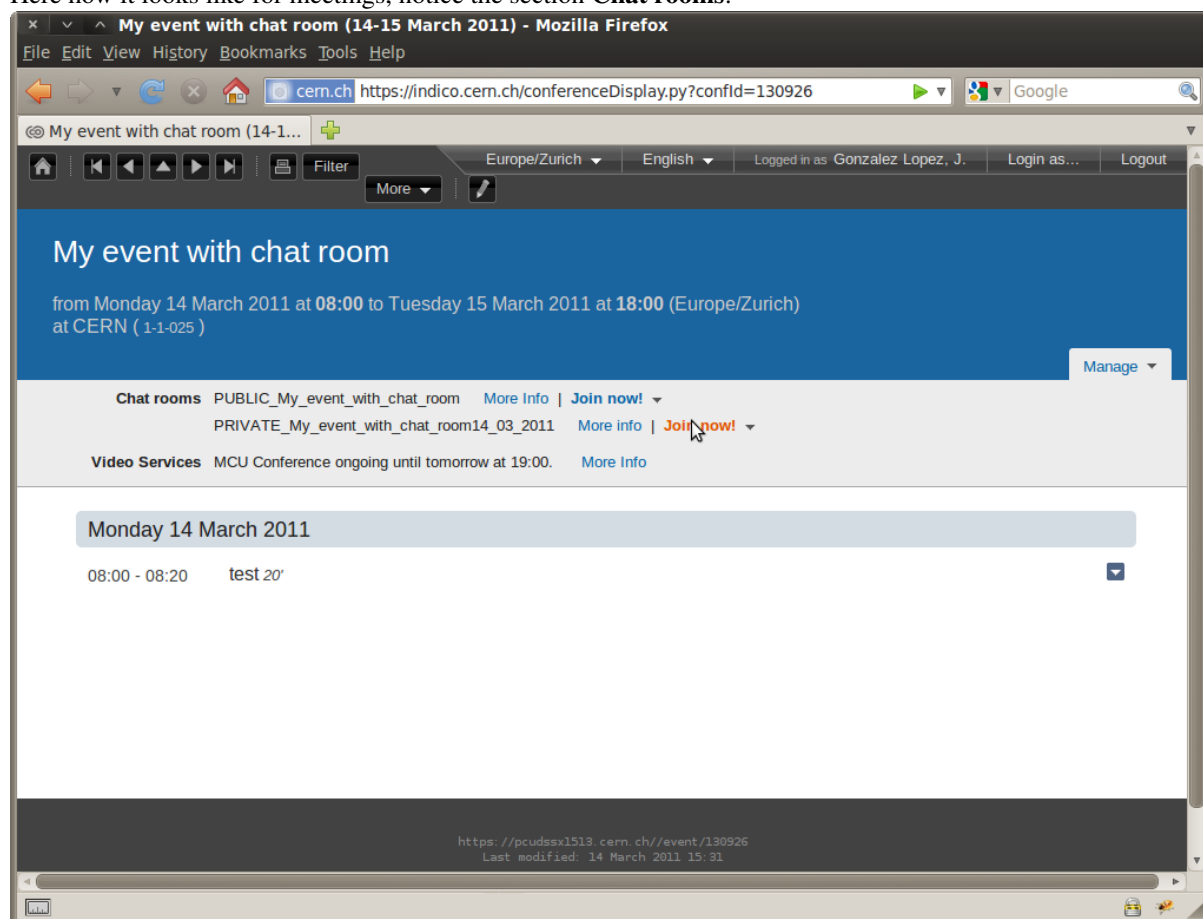 Here how it looks like for meetings, notice the section Chat rooms:
My event with chat room (14-15 March 2011) - Mozilla Firefox
File Edit View History Bookmarks Tools Help
cern.ch https://indico.cern.ch/conferenceDisplay.py?confId=130926 Google
My event with chat room (14-1...
Filter More Europe/Zurich English Logged in as Gonzalez Lopez, J. Login as... Logout
My event with chat room
from Monday 14 March 2011 at 08:00 to Tuesday 15 March 2011 at 18:00 (Europe/Zurich)
at CERN ( 1-1-025 )
Manage
Chat rooms PUBLIC_My_event_with_chat_room More Info | Join now!
PRIVATE_My_event_with_chat_room14_03_2011 More info | Join now!
Video Services MCU Conference ongoing until tomorrow at 19:00. More Info
Monday 14 March 2011
08:00 - 08:20 test 20'
https://pcudssx1513.cern.ch//event/130926
Last modified: 14 March 2011 15:31